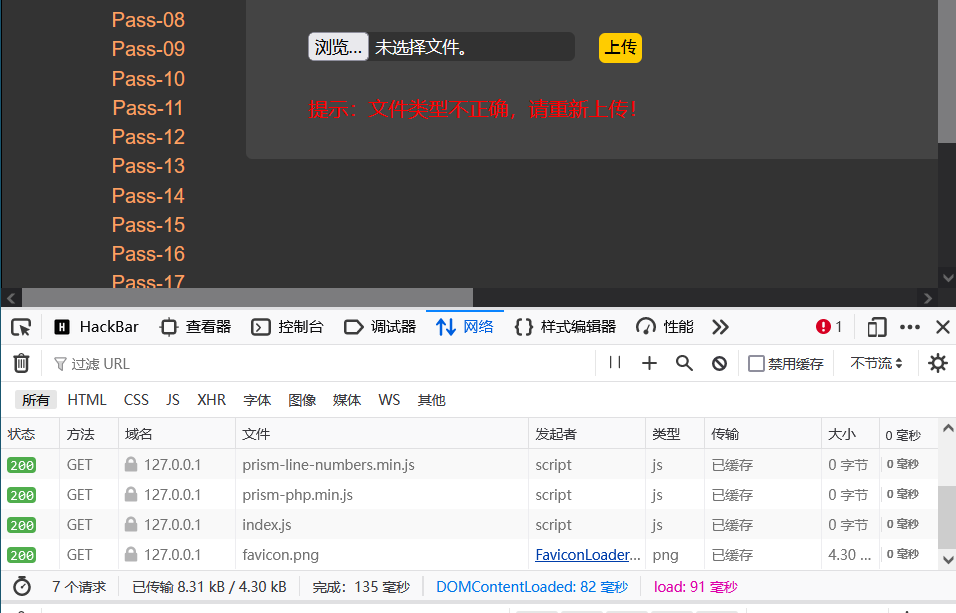 Pass-08
Pass-09
Pass-10
Pass-11
Pass-12
Pass-13
Pass-14
Pass-15
Pass-16
Pass-17
浏览... 未选择文件。 上传
提示：文件类型不正确，请重新上传！
H HackBar 查看器 控制台 调试器 网络 样式编辑器 性能 1
过滤 URL 禁用缓存 不节流
所有 HTML CSS JS XHR 字体 图像 媒体 WS 其他
状态 方法 域名 文件 发起者 类型 传输 大小 0 毫秒
200 GET 127.0.0.1 prism-line-numbers.min.js script js 已缓存 0 字节 0 毫秒
200 GET 127.0.0.1 prism-php.min.js script js 已缓存 0 字节 0 毫秒
200 GET 127.0.0.1 index.js script js 已缓存 0 字节 0 毫秒
200 GET 127.0.0.1 favicon.png FaviconLoader... png 已缓存 4.30 ... 0 毫秒
7 个请求 已传输 8.31 kB / 4.30 kB 完成：135 毫秒 DOMContentLoaded: 82 毫秒 load: 91 毫秒